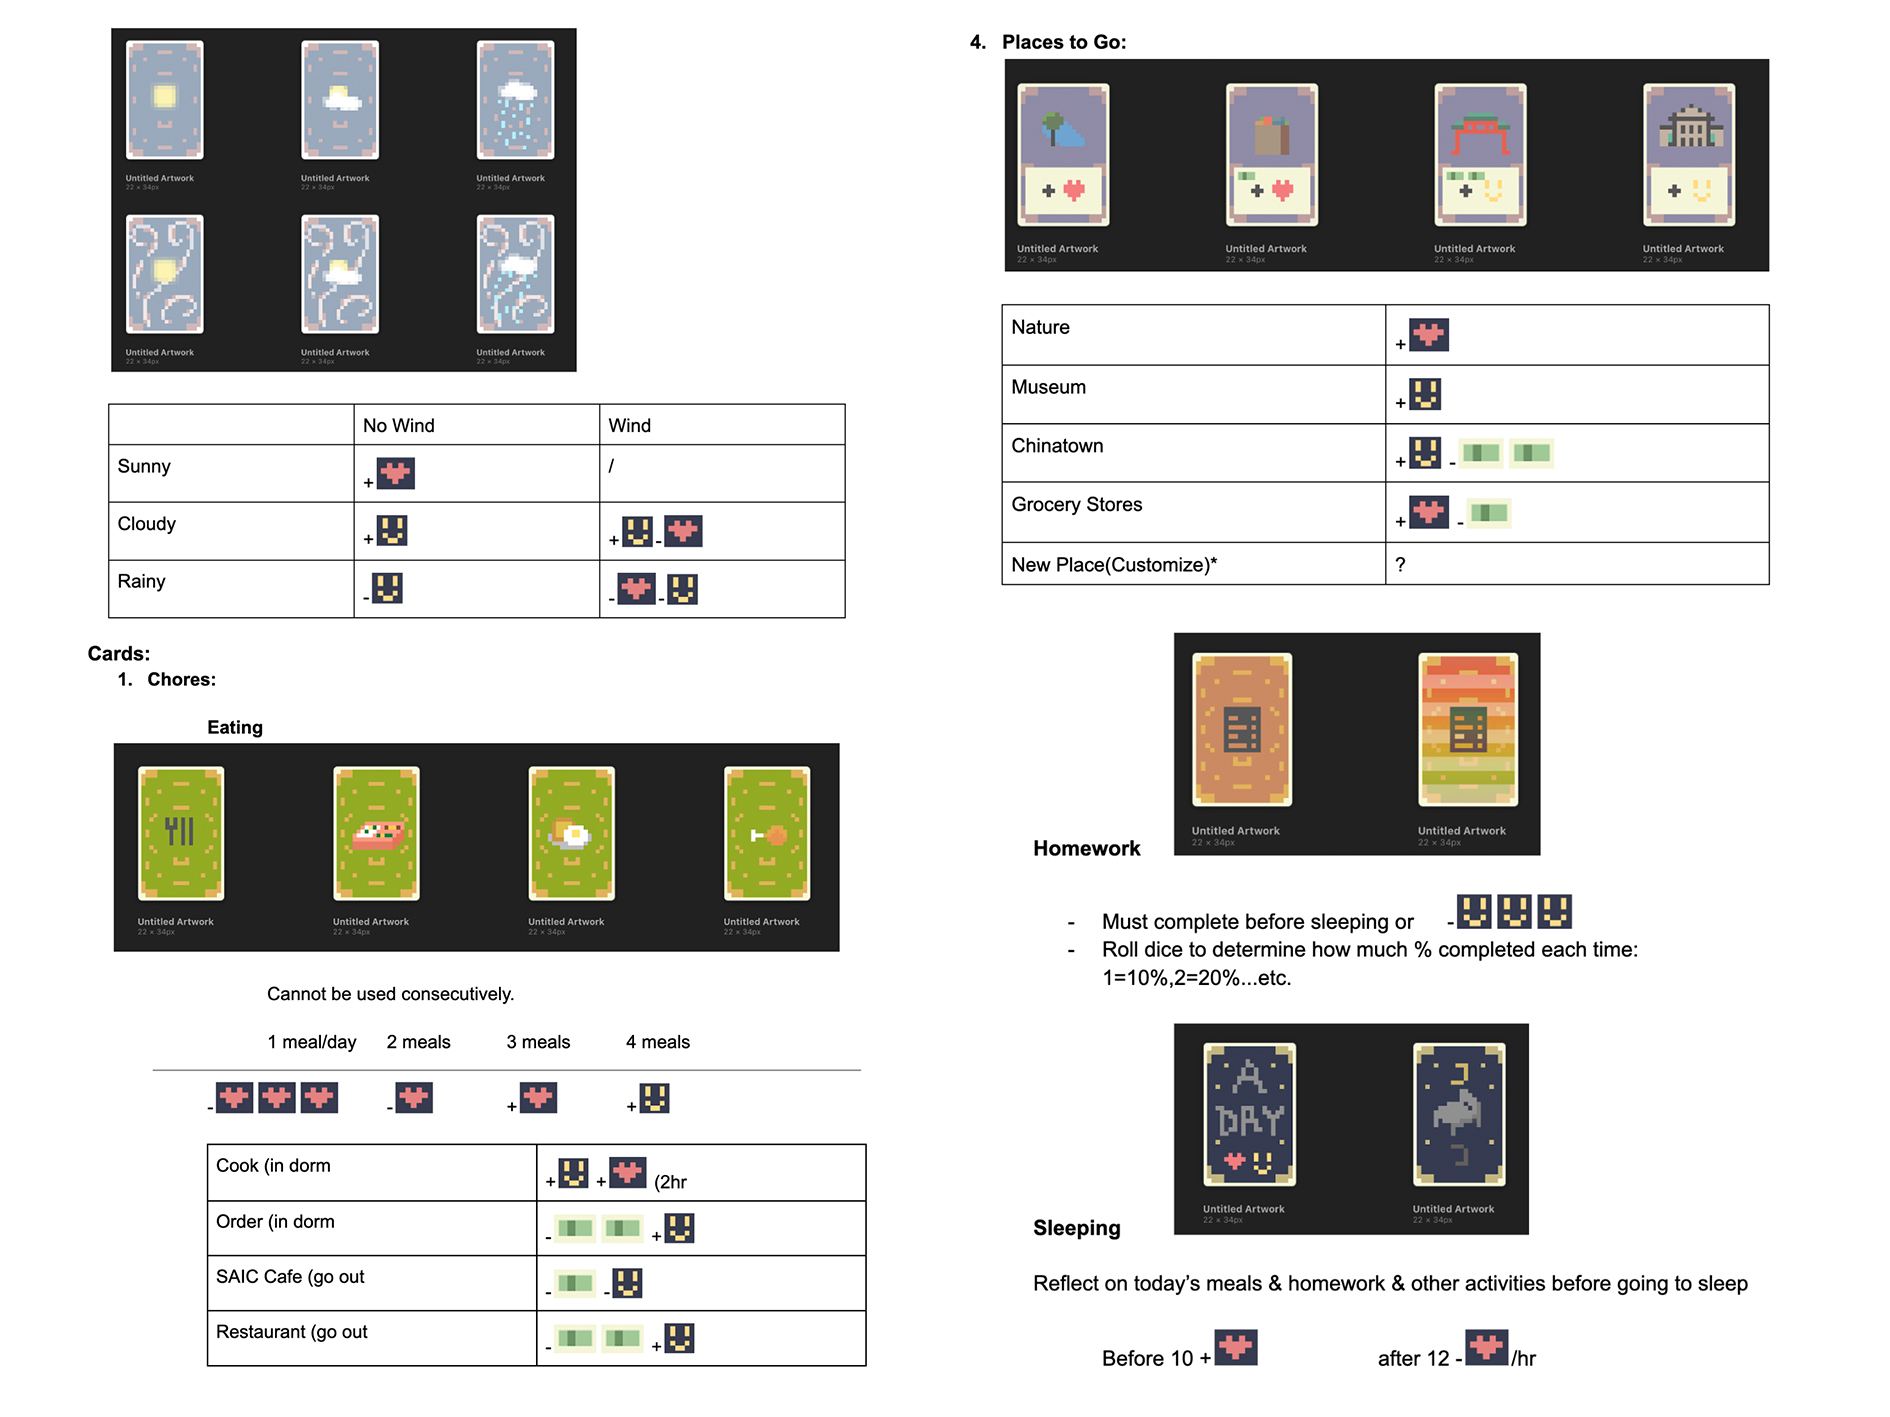 Untitled Artwork Untitled Artwork Untitled Artwork
22 × 34px 22 × 34px 22 × 34px
Untitled Artwork Untitled Artwork Untitled Artwork
22 × 34px 22 × 34px 22 × 34px
No Wind Wind
Sunny + /
Cloudy + + -
Rainy - - -
Cards:
1. Chores:
Eating
Untitled Artwork Untitled Artwork Untitled Artwork Untitled Artwork
22 × 34px 22 × 34px 22 × 34px 22 × 34px
Cannot be used consecutively.
1 meal/day 2 meals 3 meals 4 meals
- - + +
Cook (in dorm + + (2hr
Order (in dorm - +
SAIC Cafe (go out - -
Restaurant (go out - +
4. Places to Go:
+ + + +
Untitled Artwork Untitled Artwork Untitled Artwork Untitled Artwork
22 × 34px 22 × 34px 22 × 34px 22 × 34px
Nature +
Museum +
Chinatown + -
Grocery Stores + -
New Place(Customize)* ?
Untitled Artwork Untitled Artwork
22 × 34px 22 × 34px
Homework
- Must complete before sleeping or -
- Roll dice to determine how much % completed each time:
1=10%,2=20%...etc.
A
DAY
Untitled Artwork Untitled Artwork
22 × 34px 22 × 34px
Sleeping
Reflect on today’s meals & homework & other activities before going to sleep
Before 10 + after 12 - /hr